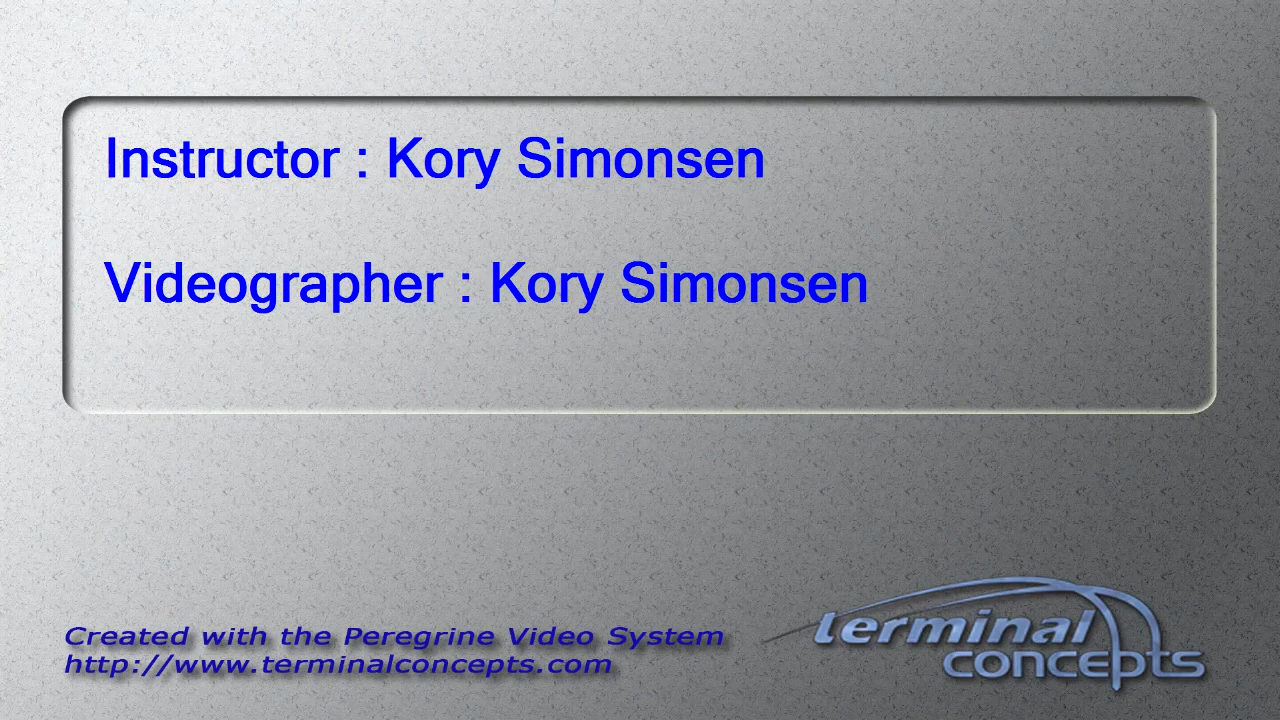 Instructor : Kory Simonsen
Videographer : Kory Simonsen
Created with the Peregrine Video System
http://www.terminalconcepts.com
terminal
concepts